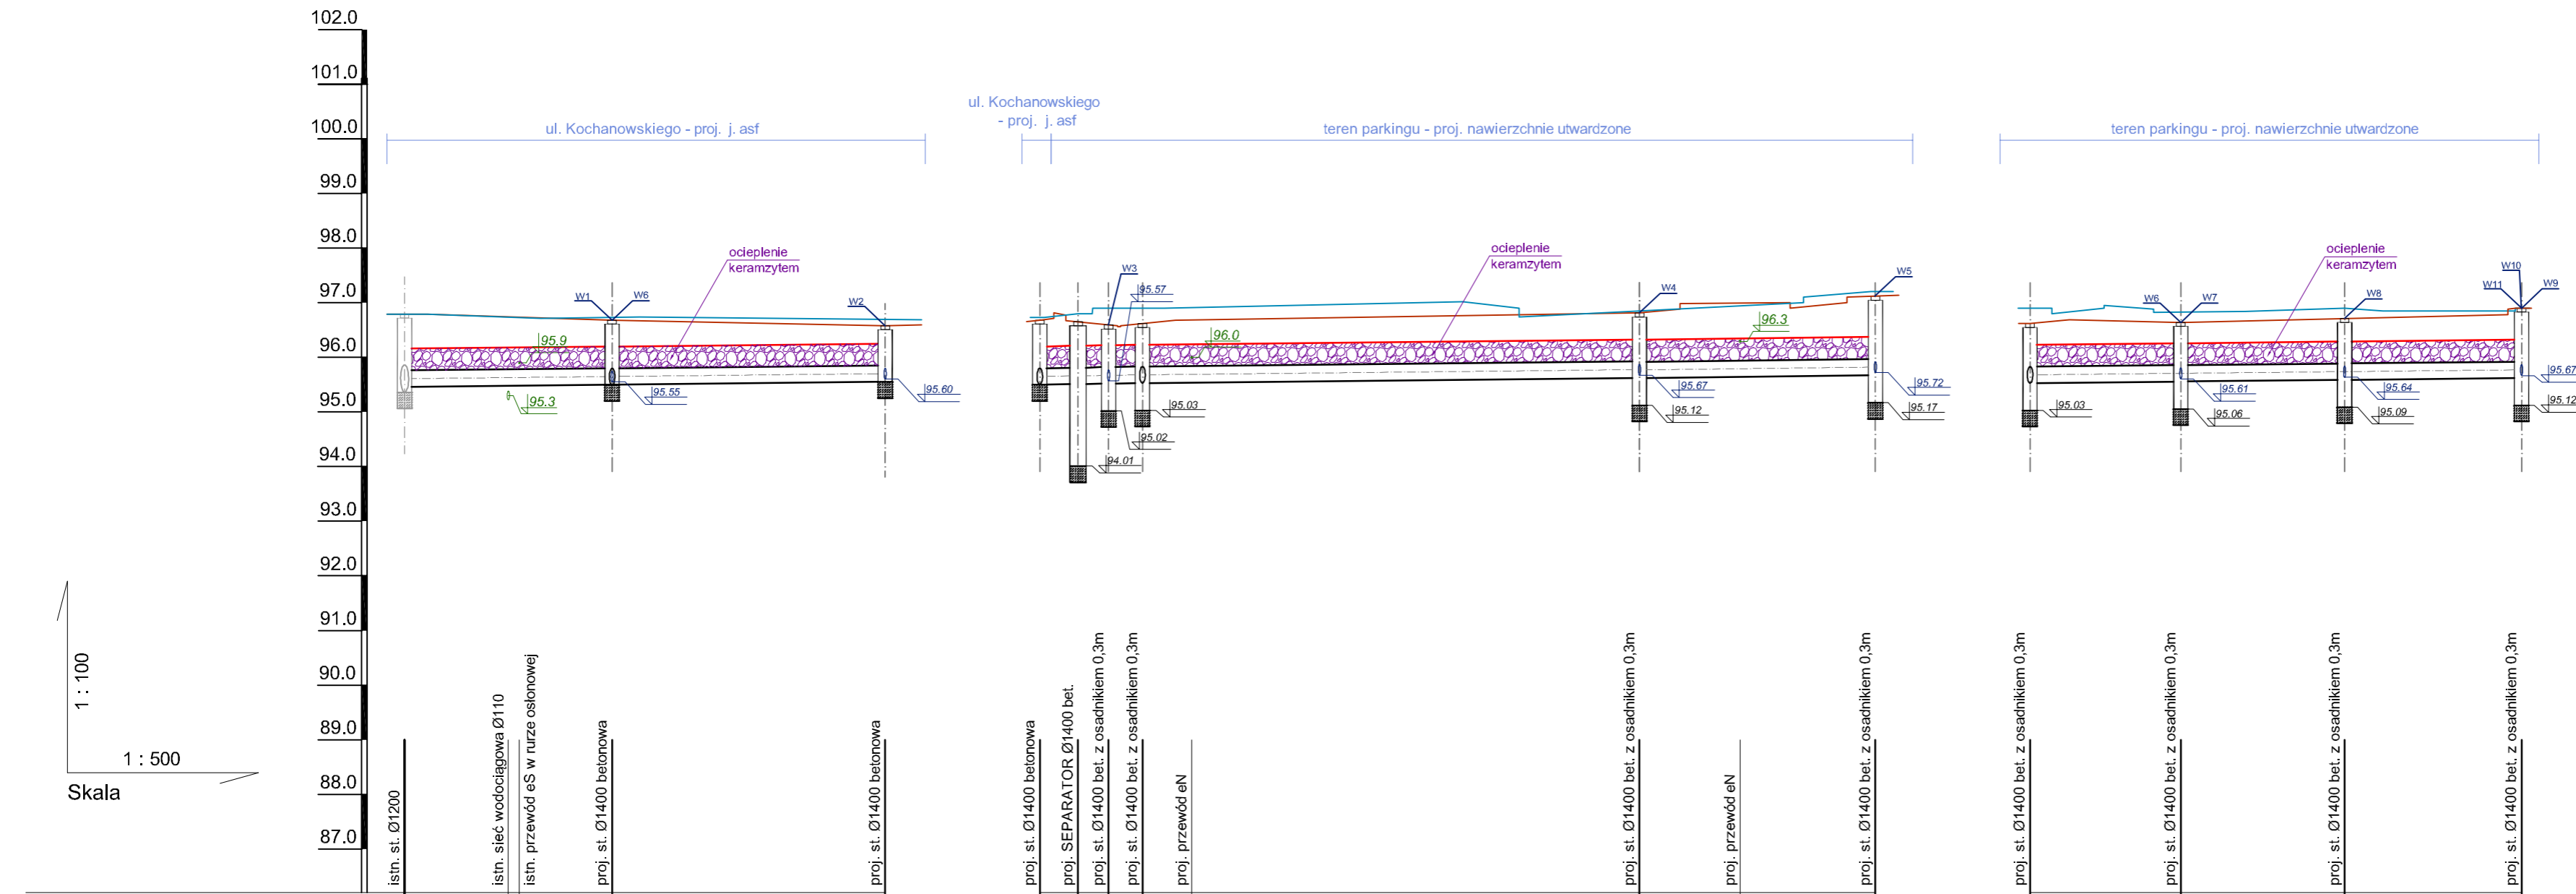 102.0
101.0
100.0
99.0
98.0
97.0
96.0
95.0
94.0
93.0
92.0
91.0
90.0
89.0
88.0
87.0
1 : 100
1 : 500
Skala
ul. Kochanowskiego - proj. j. asf
ocieplenie
keramzytem
W1
W6
W2
95.9
95.3
95.55
95.60
istn. st. Ø1200
istn. sieć wodociągowa Ø110
istn. przewód eS w rurze osłonowej
proj. st. Ø1400 betonowa
proj. st. Ø1400 betonowa
ul. Kochanowskiego
- proj. j. asf
teren parkingu - proj. nawierzchnie utwardzone
ocieplenie
keramzytem
W3
95.57
W4
W5
96.0
96.3
95.03
95.02
94.01
95.67
95.12
95.72
95.17
proj. st. Ø1400 betonowa
proj. SEPARATOR Ø1400 bet.
proj. st. Ø1400 bet. z osadnikiem 0,3m
proj. st. Ø1400 bet. z osadnikiem 0,3m
proj. przewód eN
proj. st. Ø1400 bet. z osadnikiem 0,3m
proj. przewód eN
proj. st. Ø1400 bet. z osadnikiem 0,3m
teren parkingu - proj. nawierzchnie utwardzone
ocieplenie
keramzytem
W6
W7
W8
W10
W11
W9
95.03
95.61
95.06
95.64
95.09
95.67
95.12
proj. st. Ø1400 bet. z osadnikiem 0,3m
proj. st. Ø1400 bet. z osadnikiem 0,3m
proj. st. Ø1400 bet. z osadnikiem 0,3m
proj. st. Ø1400 bet. z osadnikiem 0,3m